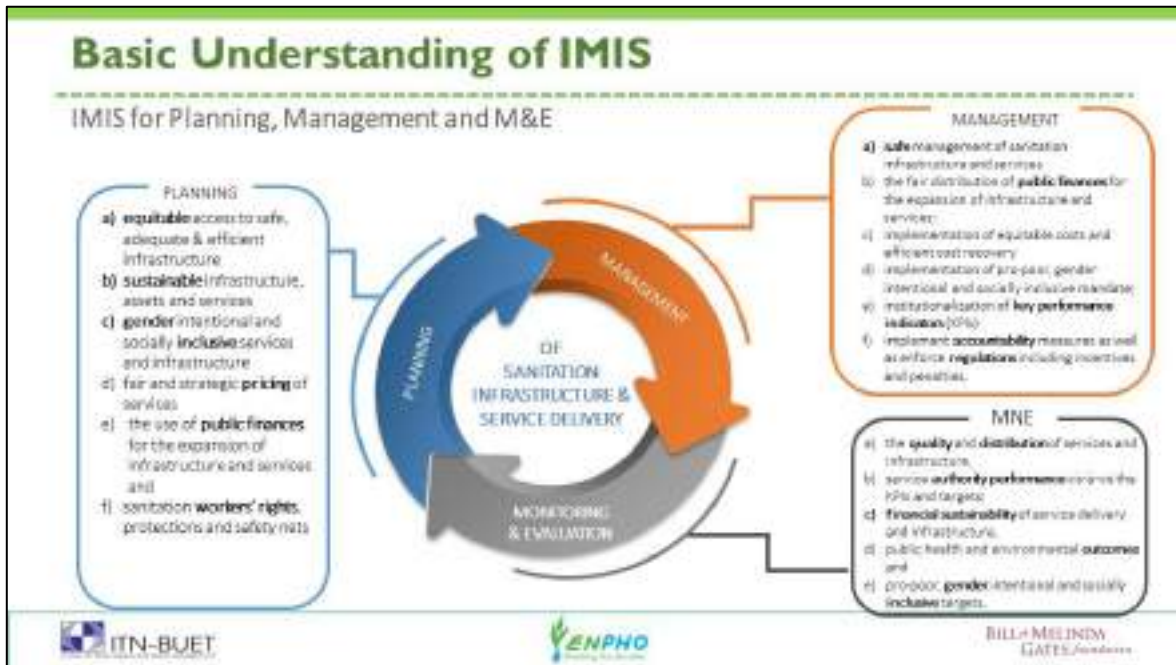 Basic Understanding of IMIS
IMIS for Planning, Management and M&E
PLANNING
a) equitable access to safe,
adequate & efficient
infrastructure
b) sustainable infrastructure,
assets and services
c) gender intentional and
socially inclusive services
and infrastructure
d) fair and strategic pricing of
services
e) the use of public finances
for the expansion of
infrastructure and services
and
f) sanitation workers' rights,
protections and safety nets
PLANNING
MANAGEMENT
MONITORING
& EVALUATION
OF
SANITATION
INFRASTRUCTURE &
SERVICE DELIVERY
MANAGEMENT
a) safe management of sanitation
infrastructure and services
b) the fair distribution of public finances for
the expansion of infrastructure and
services;
c) implementation of equitable costs and
efficient cost recovery
d) implementation of pro-poor, gender
intentional and socially inclusive mandate;
e) institutionalization of key performance
indicators (KPIs)
f) implement accountability measures as well
as enforce regulations including incentives
and penalties.
MNE
a) the quality and distribution of services and
infrastructure,
b) service authority performance the
KPIs and targets;
c) financial sustainability of service delivery
and infrastructure,
d) public health and environmental outcomes
and
e) pro-poor, gender intentional and socially
inclusive targets.
ITN-BUET
ENPHO
BILL & MELINDA
GATES foundation